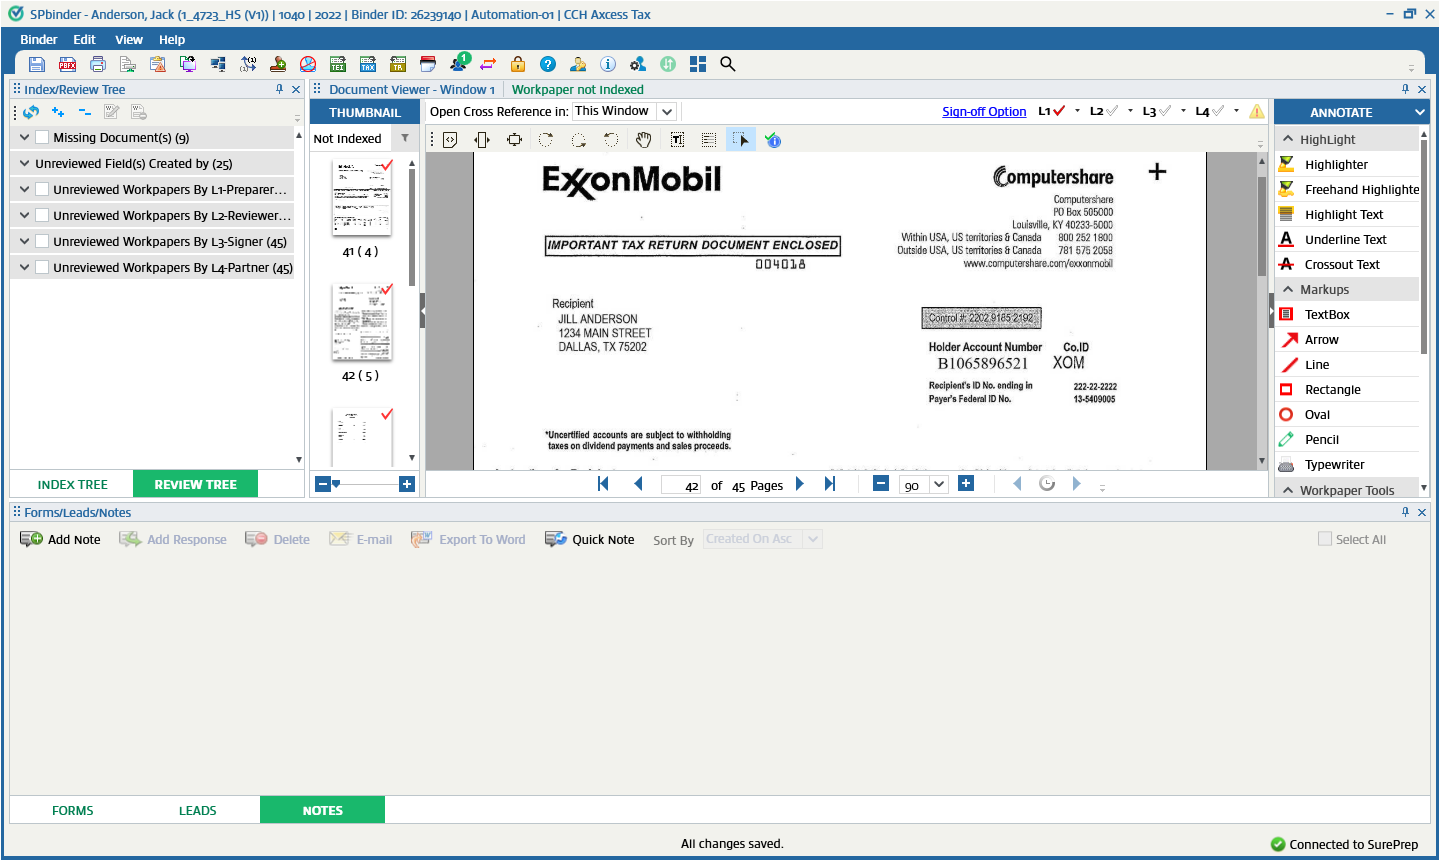 SPbinder - Anderson, Jack (1_4723_HS (V1)) | 1040 | 2022 | Binder ID: 26239140 | Automation-01 | CCH Axcess Tax
Binder Edit View Help
PBFX
TEI
TAX
TR
1
Index/Review Tree
Missing Document(s) (9)
Unreviewed Field(s) Created by (25)
Unreviewed Workpapers By L1-Preparer...
Unreviewed Workpapers By L2-Reviewer...
Unreviewed Workpapers By L3-Signer (45)
Unreviewed Workpapers By L4-Partner (45)
INDEX TREE
REVIEW TREE
Document Viewer - Window 1
Workpaper not Indexed
THUMBNAIL
Not Indexed
41 ( 4 )
42 ( 5 )
Open Cross Reference in: This Window
Sign-off Option L1 L2 L3 L4
ExxonMobil
Computershare
Computershare
PO Box 505000
Louisville, KY 40233-5000
Within USA, US territories & Canada 800 252 1800
Outside USA, US territories & Canada 781 575 2058
www.computershare.com/exxonmobil
IMPORTANT TAX RETURN DOCUMENT ENCLOSED
004018
Recipient
JILL ANDERSON
1234 MAIN STREET
DALLAS, TX 75202
Control #: 2202 9185 2192
Holder Account Number Co.ID
B1065896521 XOM
Recipient's ID No. ending in 222-22-2222
Payer's Federal ID No. 13-5409005
*Uncertified accounts are subject to withholding
taxes on dividend payments and sales proceeds.
42 of 45 Pages
90
ANNOTATE
HighLight
Highlighter
Freehand Highlighte
Highlight Text
Underline Text
Crossout Text
Markups
TextBox
Arrow
Line
Rectangle
Oval
Pencil
Typewriter
Workpaper Tools
Forms/Leads/Notes
Add Note Add Response Delete E-mail Export To Word Quick Note Sort By Created On Asc Select All
FORMS LEADS NOTES
All changes saved.
Connected to SurePrep